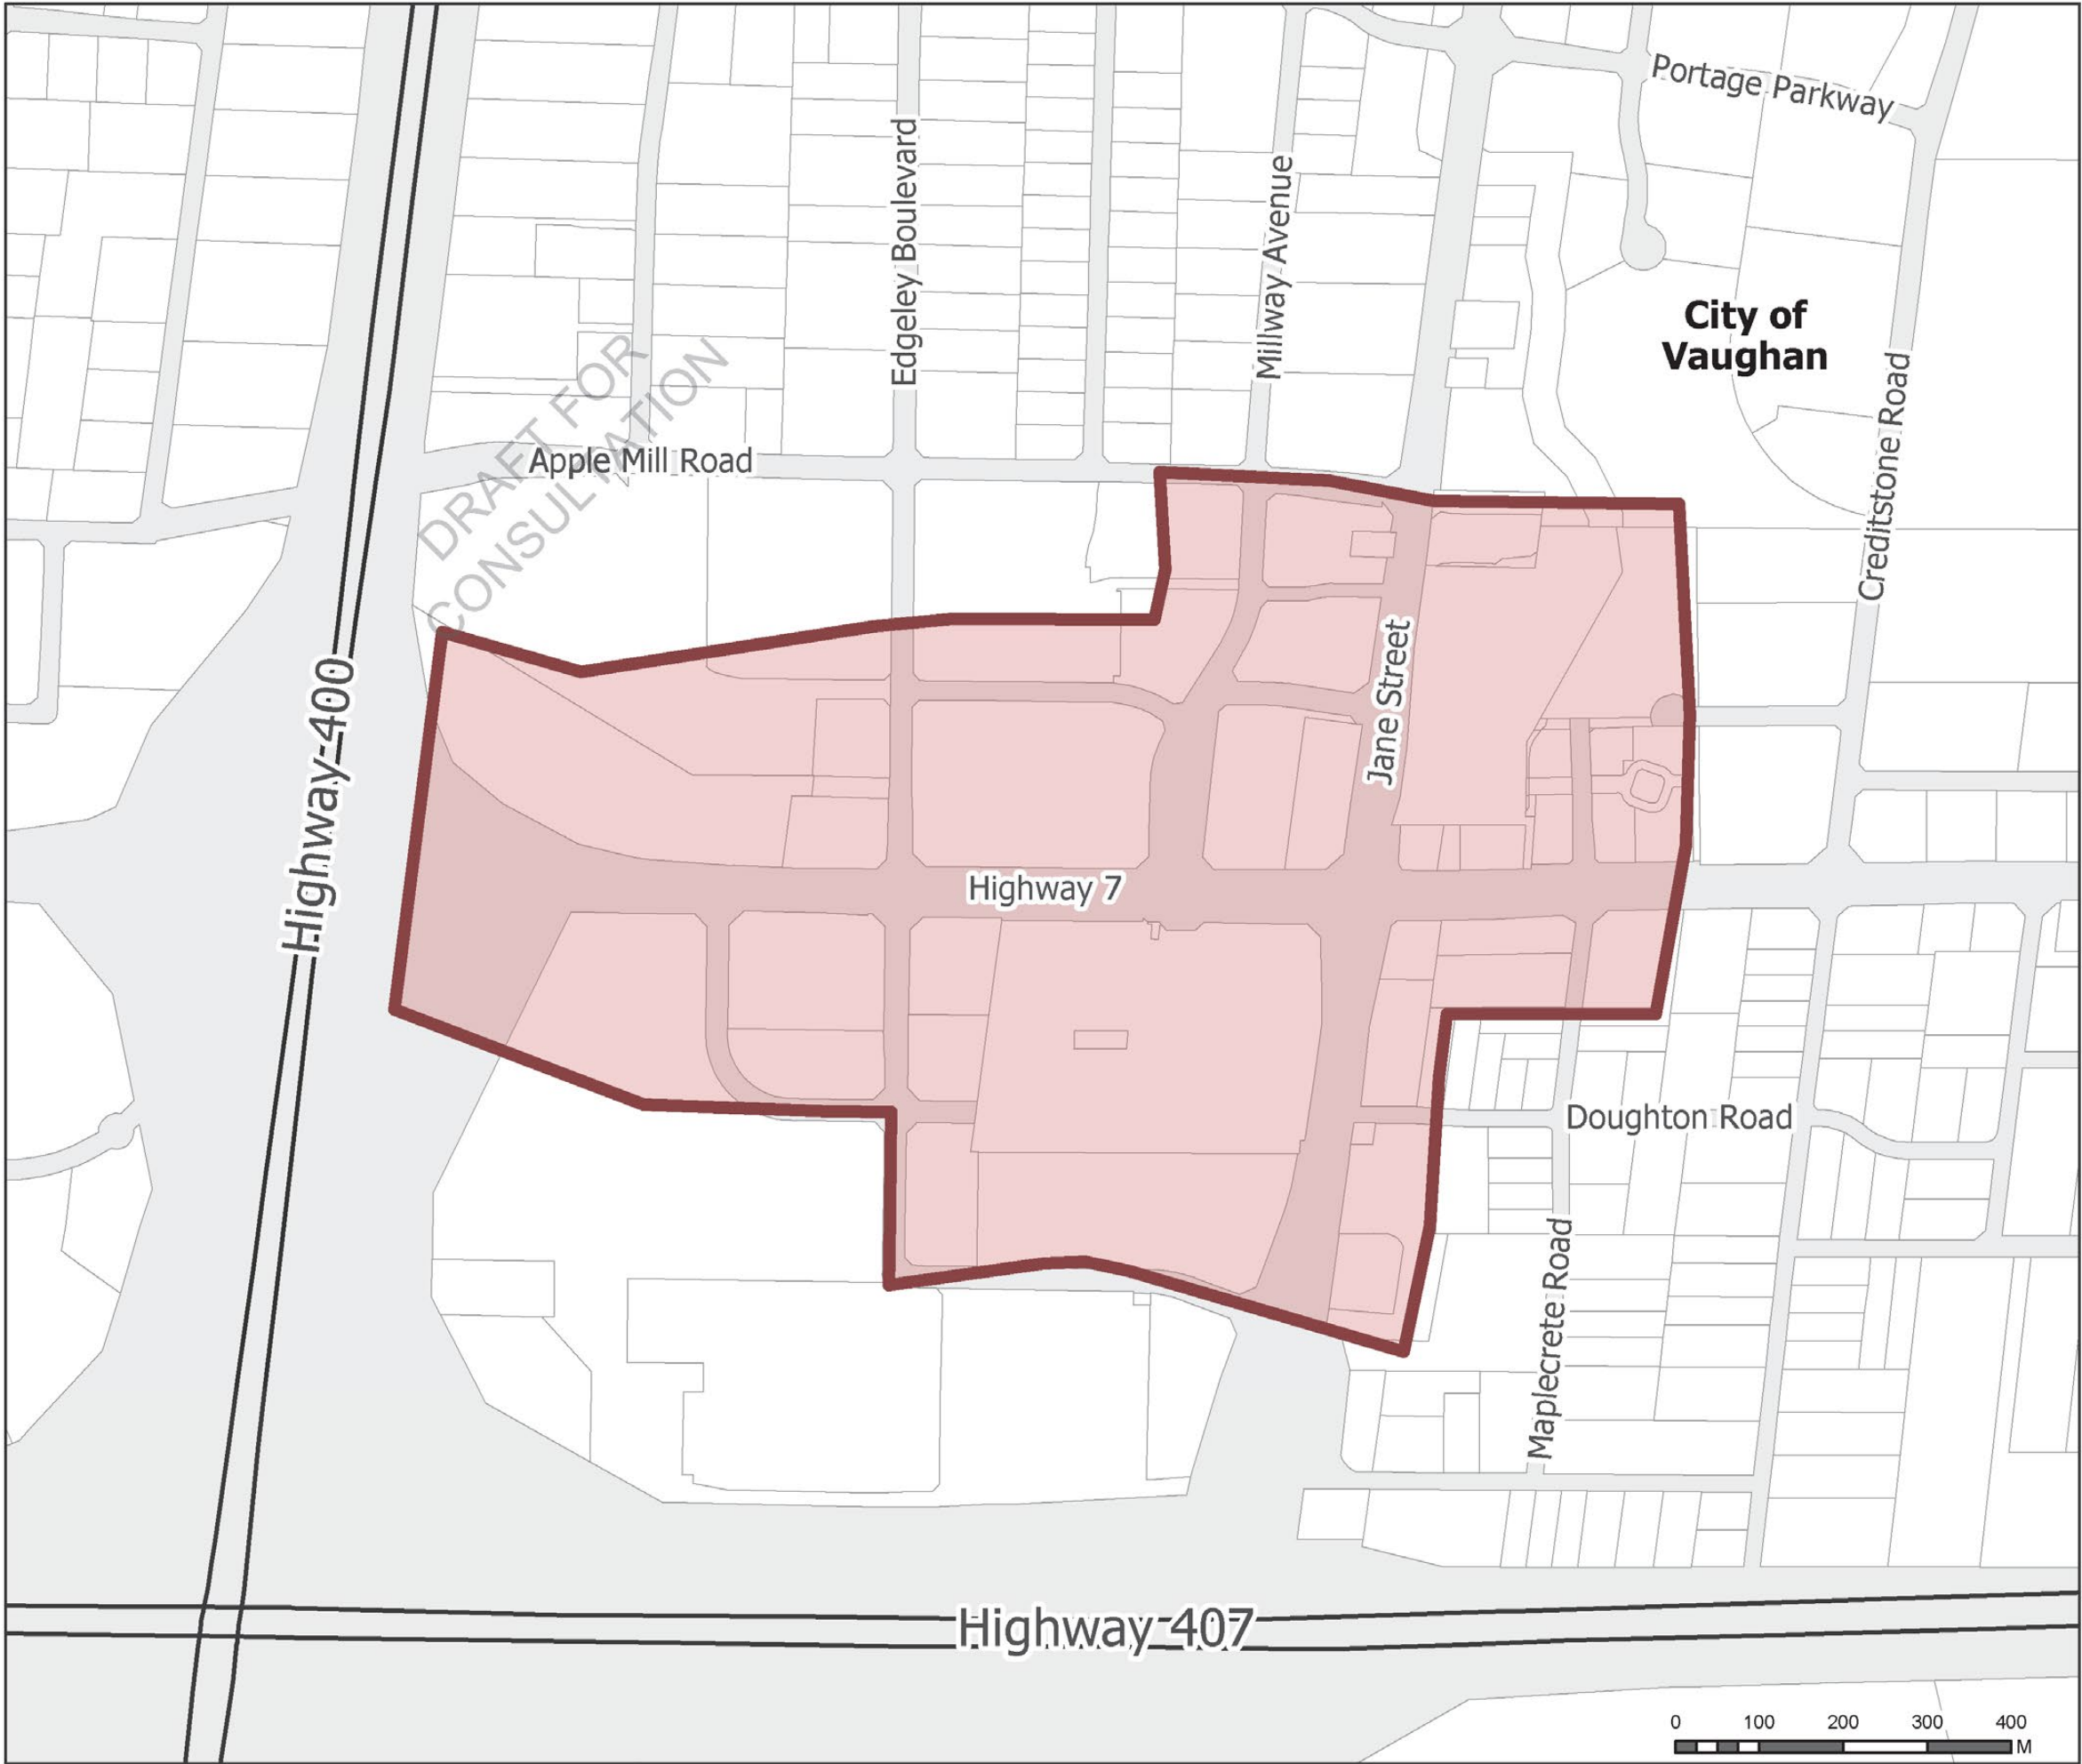 Portage Parkway
Edgeley Boulevard
Millway Avenue
City of
Vaughan
Creditstone Road
DRAFT FOR
CONSULTATION
Apple Mill Road
Jane Street
Highway 400
Highway 7
Doughton Road
Maplecrete Road
Highway 407
0 100 200 300 400
M